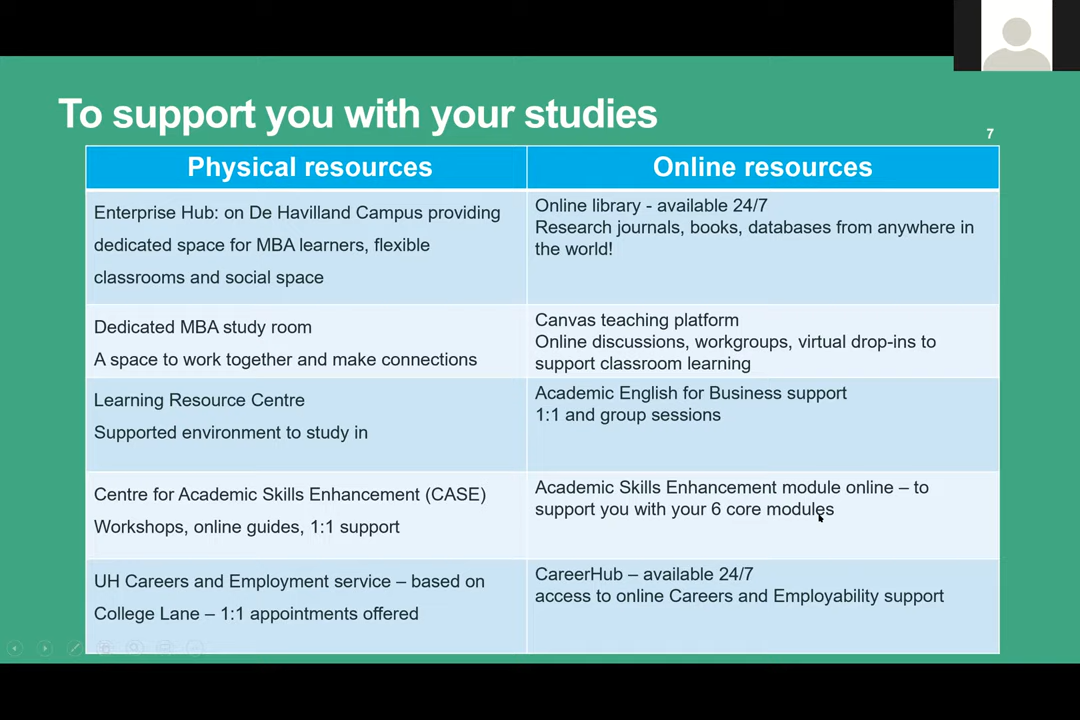 To support you with your studies
7
Physical resources
Online resources
Enterprise Hub: on De Havilland Campus providing
dedicated space for MBA learners, flexible
classrooms and social space
Online library - available 24/7
Research journals, books, databases from anywhere in
the world!
Dedicated MBA study room
A space to work together and make connections
Canvas teaching platform
Online discussions, workgroups, virtual drop-ins to
support classroom learning
Learning Resource Centre
Supported environment to study in
Academic English for Business support
1:1 and group sessions
Centre for Academic Skills Enhancement (CASE)
Workshops, online guides, 1:1 support
Academic Skills Enhancement module online – to
support you with your 6 core modules
UH Careers and Employment service – based on
College Lane – 1:1 appointments offered
CareerHub – available 24/7
access to online Careers and Employability support